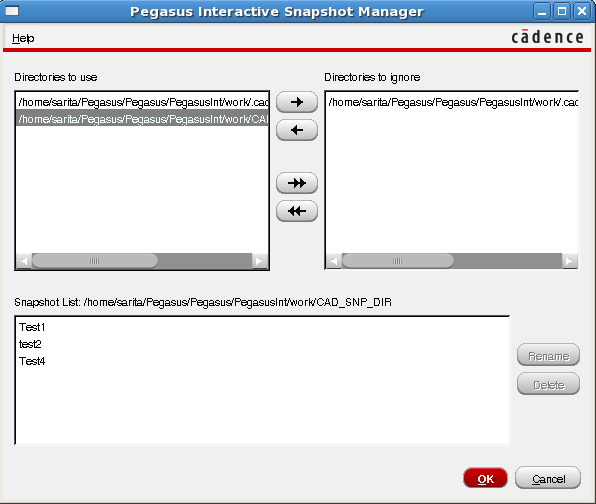 Pegasus Interactive Snapshot Manager
Help
cādence
Directories to use
Directories to ignore
/home/sarita/Pegasus/Pegasus/PegasusInt/work/.cad
/home/sarita/Pegasus/Pegasus/PegasusInt/work/CAD
/home/sarita/Pegasus/Pegasus/PegasusInt/work/.cad
Snapshot List: /home/sarita/Pegasus/Pegasus/PegasusInt/work/CAD_SNP_DIR
Test1
test2
Test4
Rename
Delete
OK
Cancel